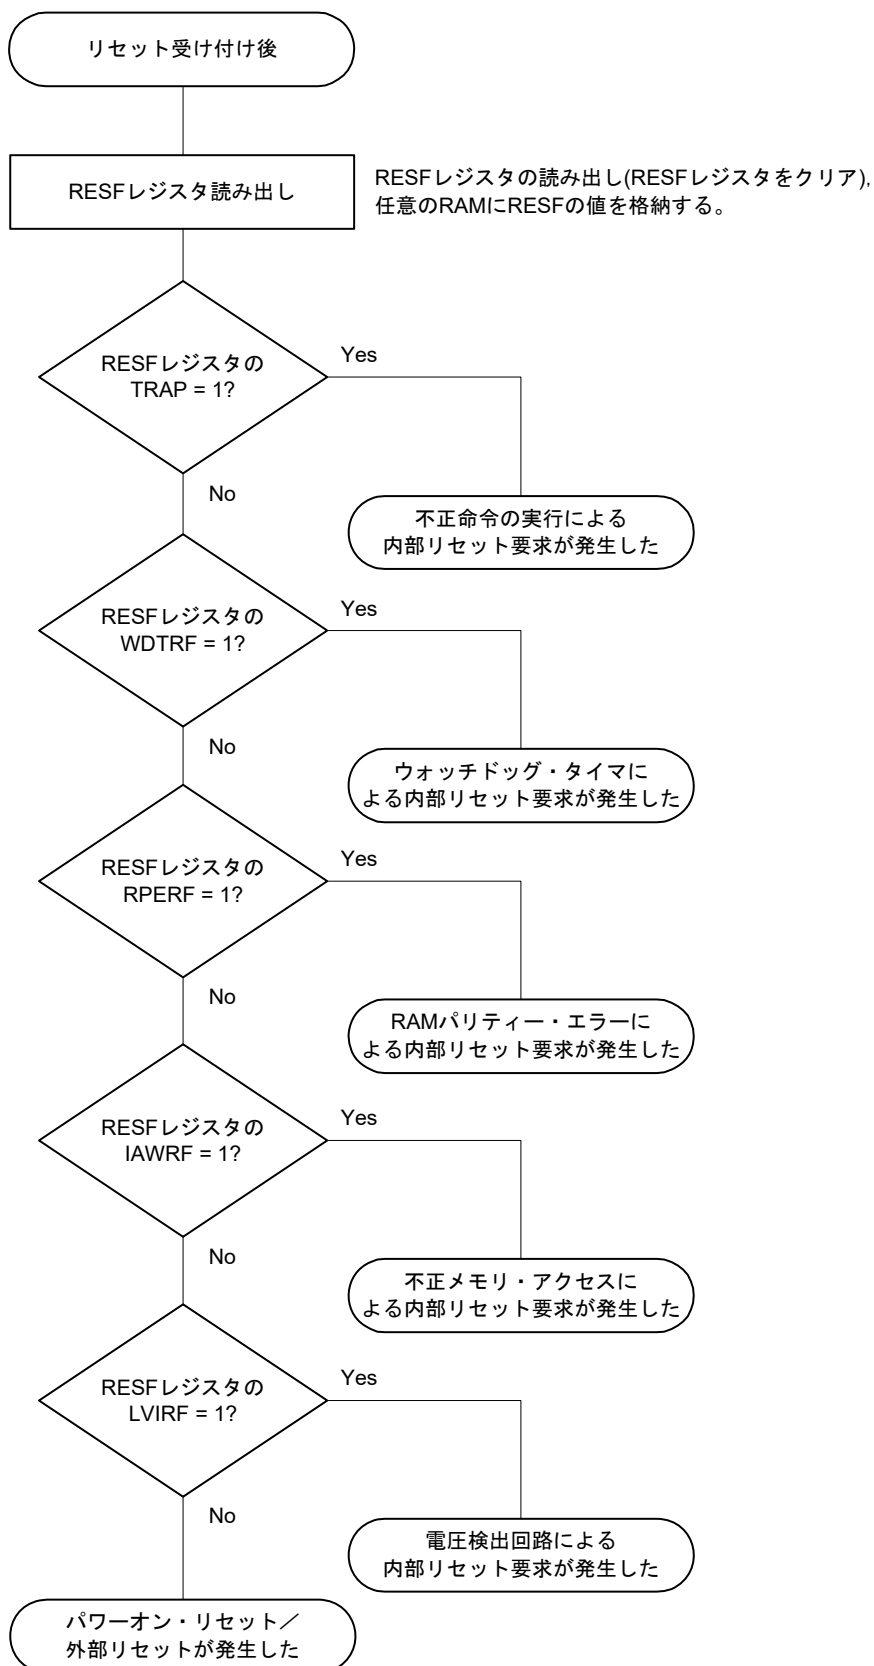 リセット受け付け後
RESFレジスタ読み出し
RESFレジスタの読み出し(RESFレジスタをクリア),
任意のRAMにRESFの値を格納する。
RESFレジスタの
TRAP = 1?
Yes
No
不正命令の実行による
内部リセット要求が発生した
RESFレジスタの
WDTRF = 1?
Yes
No
ウォッチドッグ・タイマに
よる内部リセット要求が発生した
RESFレジスタの
RPERF = 1?
Yes
No
RAMパリティー・エラーに
よる内部リセット要求が発生した
RESFレジスタの
IAWRF = 1?
Yes
No
不正メモリ・アクセスに
よる内部リセット要求が発生した
RESFレジスタの
LVIRF = 1?
Yes
No
電圧検出回路による
内部リセット要求が発生した
パワーオン・リセット／
外部リセットが発生した